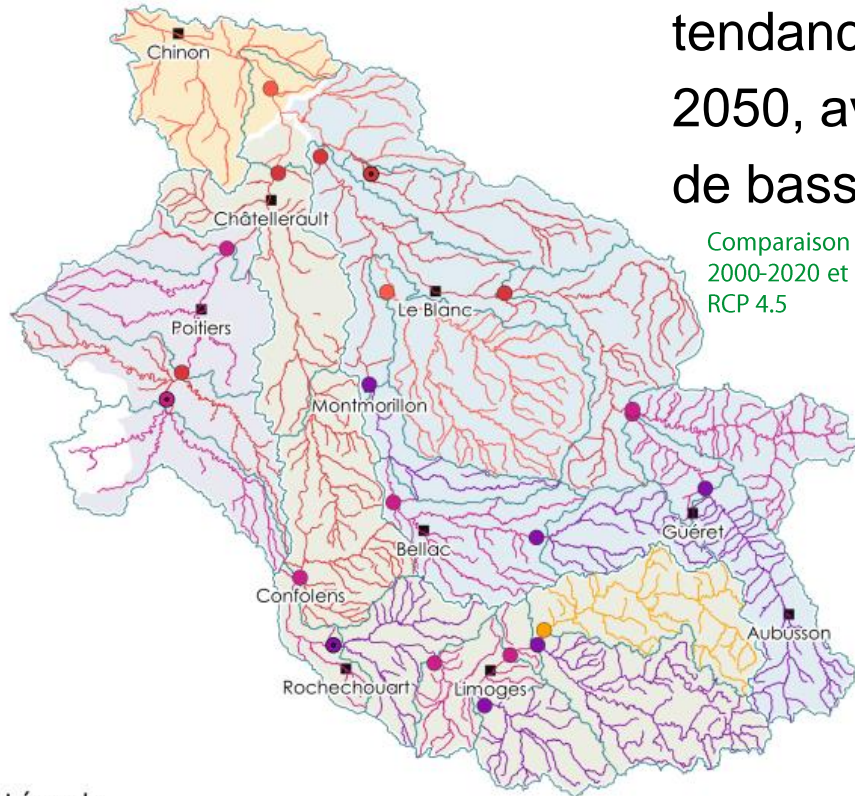 tendanc
2050, av
de bass
Comparaison
2000-2020 et
RCP 4.5
Chinon
Châtellerault
Poitiers
Le Blanc
Montmorillon
Guéret
Bellac
Confolens
Aubusson
Rochechouart
Limoges